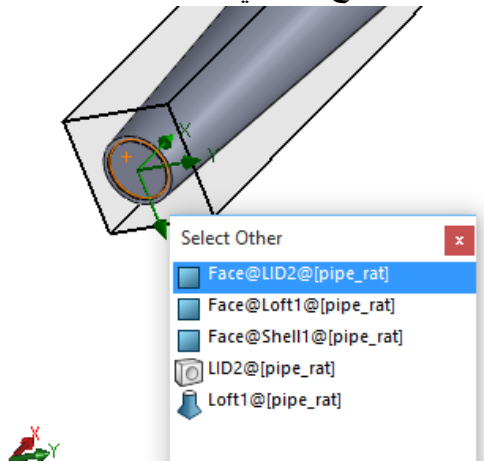 X
Y
Select Other
x
Face@LID2@[pipe_rat]
Face@Loft1@[pipe_rat]
Face@Shell1@[pipe_rat]
LID2@[pipe_rat]
Loft1@[pipe_rat]
X
Y